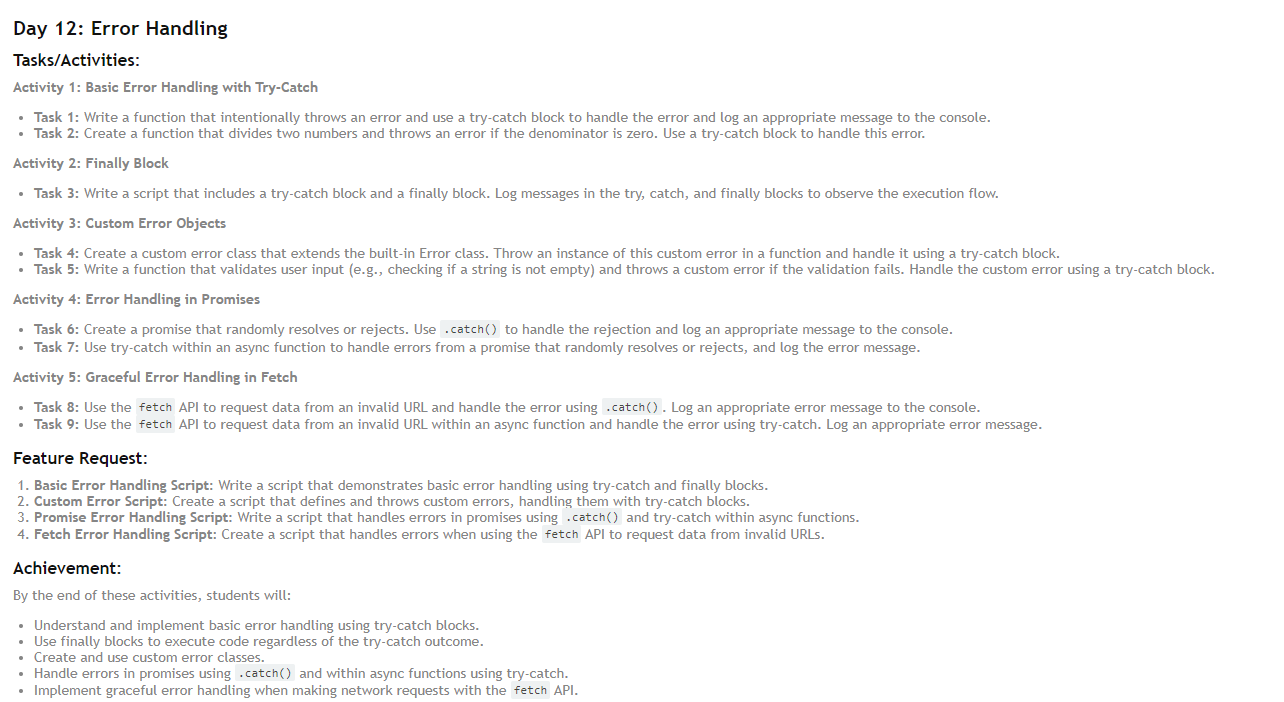 Day 12: Error Handling
Tasks/Activities:
Activity 1: Basic Error Handling with Try-Catch
• Task 1: Write a function that intentionally throws an error and use a try-catch block to handle the error and log an appropriate message to the console.
• Task 2: Create a function that divides two numbers and throws an error if the denominator is zero. Use a try-catch block to handle this error.
Activity 2: Finally Block
• Task 3: Write a script that includes a try-catch block and a finally block. Log messages in the try, catch, and finally blocks to observe the execution flow.
Activity 3: Custom Error Objects
• Task 4: Create a custom error class that extends the built-in Error class. Throw an instance of this custom error in a function and handle it using a try-catch block.
• Task 5: Write a function that validates user input (e.g., checking if a string is not empty) and throws a custom error if the validation fails. Handle the custom error using a try-catch block.
Activity 4: Error Handling in Promises
• Task 6: Create a promise that randomly resolves or rejects. Use .catch() to handle the rejection and log an appropriate message to the console.
• Task 7: Use try-catch within an async function to handle errors from a promise that randomly resolves or rejects, and log the error message.
Activity 5: Graceful Error Handling in Fetch
• Task 8: Use the fetch API to request data from an invalid URL and handle the error using .catch(). Log an appropriate error message to the console.
• Task 9: Use the fetch API to request data from an invalid URL within an async function and handle the error using try-catch. Log an appropriate error message.
Feature Request:
1. Basic Error Handling Script: Write a script that demonstrates basic error handling using try-catch and finally blocks.
2. Custom Error Script: Create a script that defines and throws custom errors, handling them with try-catch blocks.
3. Promise Error Handling Script: Write a script that handles errors in promises using .catch() and try-catch within async functions.
4. Fetch Error Handling Script: Create a script that handles errors when using the fetch API to request data from invalid URLs.
Achievement:
By the end of these activities, students will:
• Understand and implement basic error handling using try-catch blocks.
• Use finally blocks to execute code regardless of the try-catch outcome.
• Create and use custom error classes.
• Handle errors in promises using .catch() and within async functions using try-catch.
• Implement graceful error handling when making network requests with the fetch API.